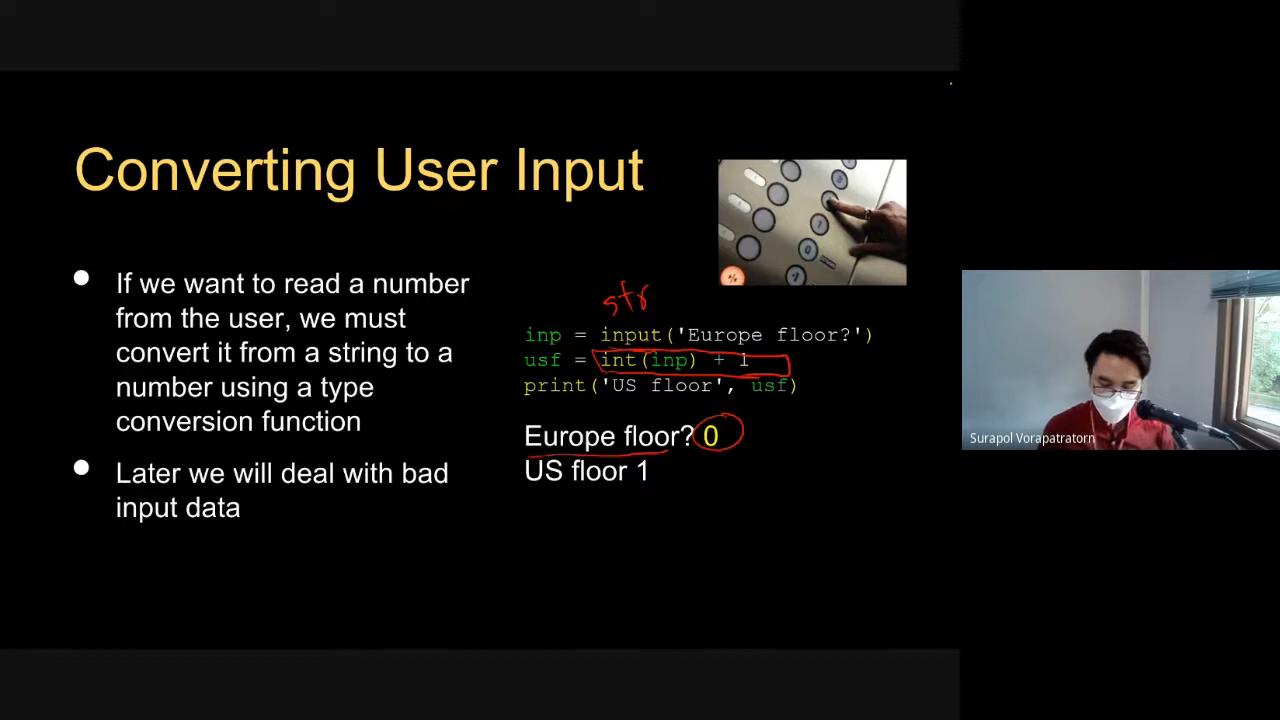 Converting User Input
If we want to read a number
from the user, we must
convert it from a string to a
number using a type
conversion function
Later we will deal with bad
input data
str
inp = input('Europe floor?')
usf = int(inp) + 1
print('US floor', usf)
Europe floor? 0
US floor 1
Surapol Vorapatratorn